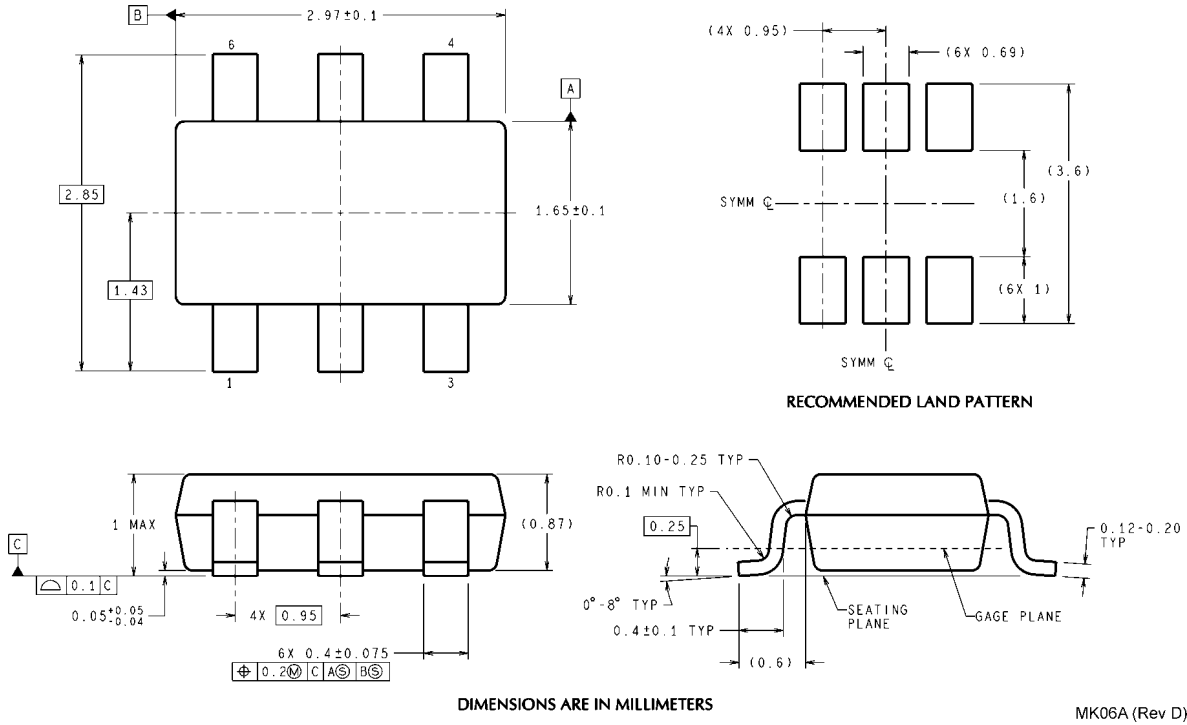 B
2.97±0.1
6
4
A
2.85
1.43
1.65±0.1
1
3
(4X 0.95)
(6X 0.69)
(3.6)
(1.6)
SYMM ℄
(6X 1)
SYMM ℄
RECOMMENDED LAND PATTERN
1 MAX
(0.87)
C
⌓ 0.1 C
0.05 +0.05 -0.04
4X 0.95
6X 0.4±0.075
⌖ 0.2Ⓜ C AⓈ BⓈ
R0.10-0.25 TYP
R0.1 MIN TYP
0.25
0.12-0.20
TYP
0°-8° TYP
SEATING
PLANE
GAGE PLANE
0.4±0.1 TYP
(0.6)
DIMENSIONS ARE IN MILLIMETERS
MK06A (Rev D)